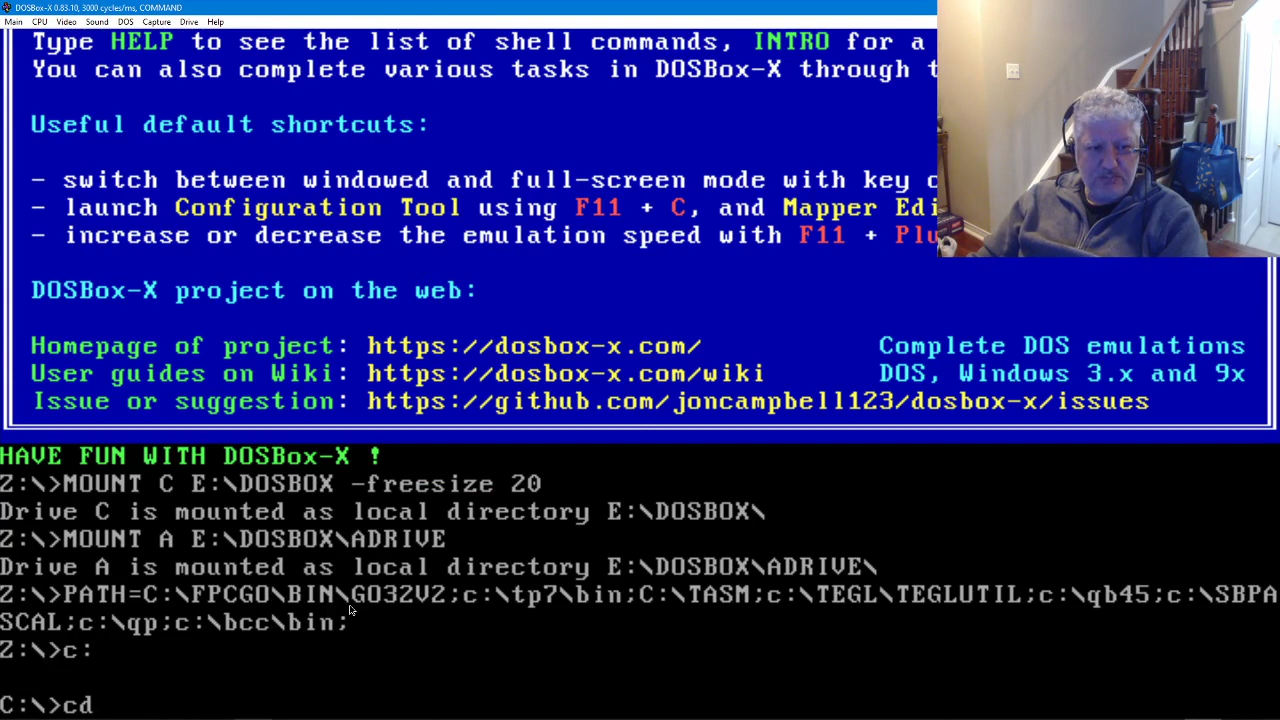 DOSBox-X 0.83.10, 3000 cycles/ms, COMMAND
Main CPU Video Sound DOS Capture Drive Help
Type HELP to see the list of shell commands, INTRO for a
You can also complete various tasks in DOSBox-X through
Useful default shortcuts:
- switch between windowed and full-screen mode with key
- launch Configuration Tool using F11 + C, and Mapper
- increase or decrease the emulation speed with F11 +
DOSBox-X project on the web:
Homepage of project: https://dosbox-x.com/ Complete DOS emulations
User guides on Wiki: https://dosbox-x.com/wiki DOS, Windows 3.x and 9x
Issue or suggestion: https://github.com/joncampbell123/dosbox-x/issues
HAVE FUN WITH DOSBox-X !
Z:\>MOUNT C E:\DOSBOX -freesize 20
Drive C is mounted as local directory E:\DOSBOX\
Z:\>MOUNT A E:\DOSBOX\ADRIVE
Drive A is mounted as local directory E:\DOSBOX\ADRIVE\
Z:\>PATH=C:\FPCGO\BIN\GO32V2;c:\tp7\bin;C:\TASM;c:\TEGL\TEGLUTIL;c:\qb45;c:\SBPA
SCAL;c:\qp;c:\bcc\bin;
Z:\>c:
C:\>cd